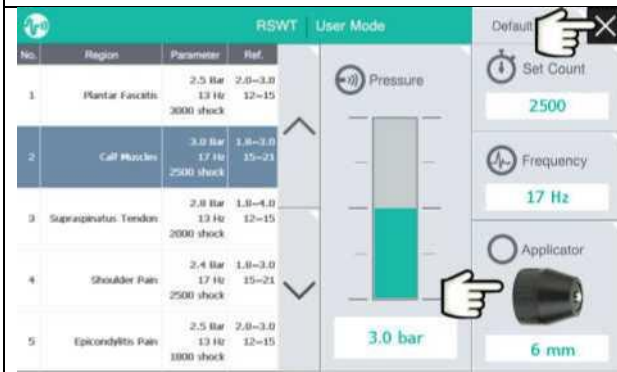 RSWT User Mode Default
No. Region Parameter Ref.
1 Plantar Fasciitis 2.5 Bar 2.0~3.0
13 Hz 12~15
3000 shock
2 Calf Muscles 3.0 Bar 1.8~3.0
17 Hz 15~21
2500 shock
3 Supraspinatus Tendon 2.8 Bar 1.8~4.0
13 Hz 12~15
2000 shock
4 Shoulder Pain 2.4 Bar 1.8~3.0
17 Hz 15~21
2500 shock
5 Epicondylitis Pain 2.5 Bar 2.0~3.0
13 Hz 12~15
1800 shock
Pressure
3.0 bar
Set Count
2500
Frequency
17 Hz
Applicator
6 mm